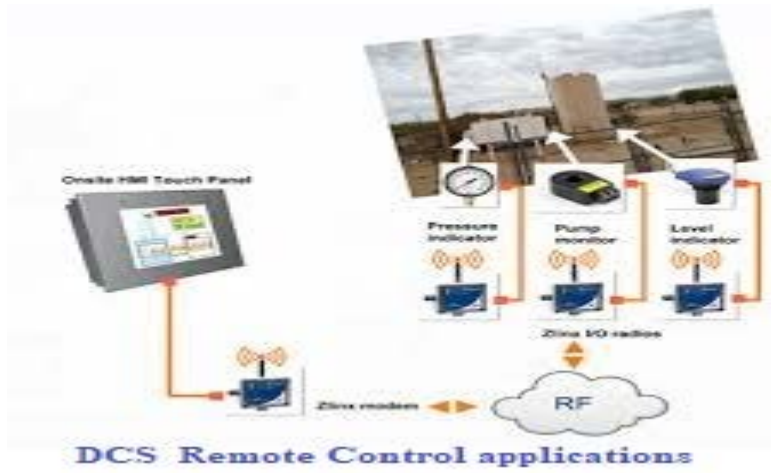 Onsite HMI Touch Panel
Pressure
indicator
Pump
monitor
Level
indicator
Zlinx I/O radios
Zlinx modem
RF
DCS Remote Control applications